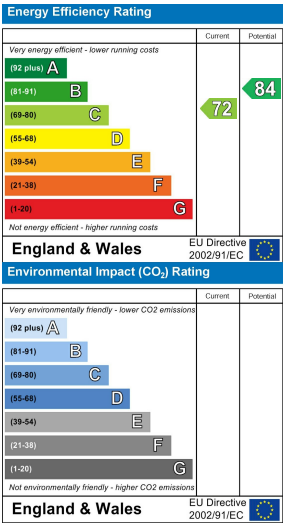 Energy Efficiency Rating
Current Potential
Very energy efficient - lower running costs
(92 plus) A
(81-91) B
84
(69-80) C
72
(55-68) D
(39-54) E
(21-38) F
(1-20) G
Not energy efficient - higher running costs
England & Wales
EU Directive
2002/91/EC
Environmental Impact (CO2) Rating
Current Potential
Very environmentally friendly - lower CO2 emissions
(92 plus) A
(81-91) B
(69-80) C
(55-68) D
(39-54) E
(21-38) F
(1-20) G
Not environmentally friendly - higher CO2 emissions
England & Wales
EU Directive
2002/91/EC